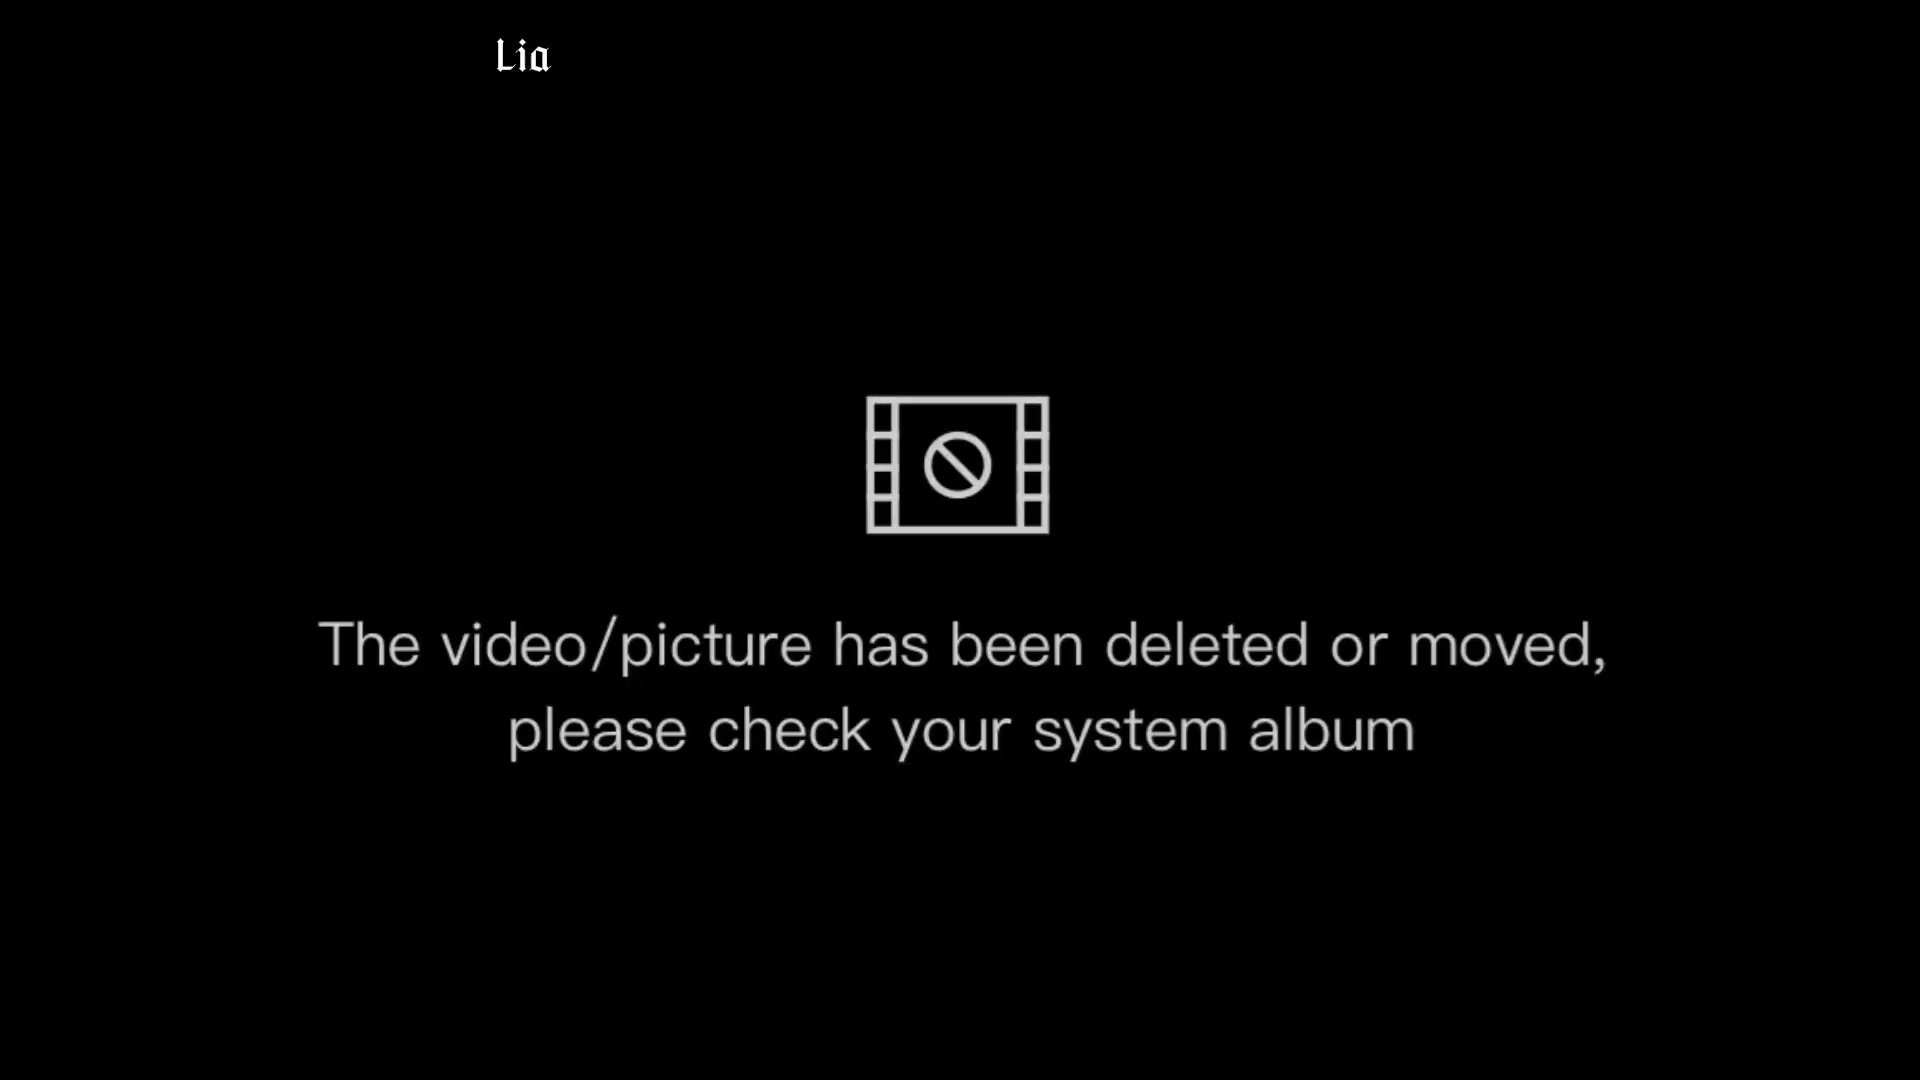 Lia
The video/picture has been deleted or moved,
please check your system album